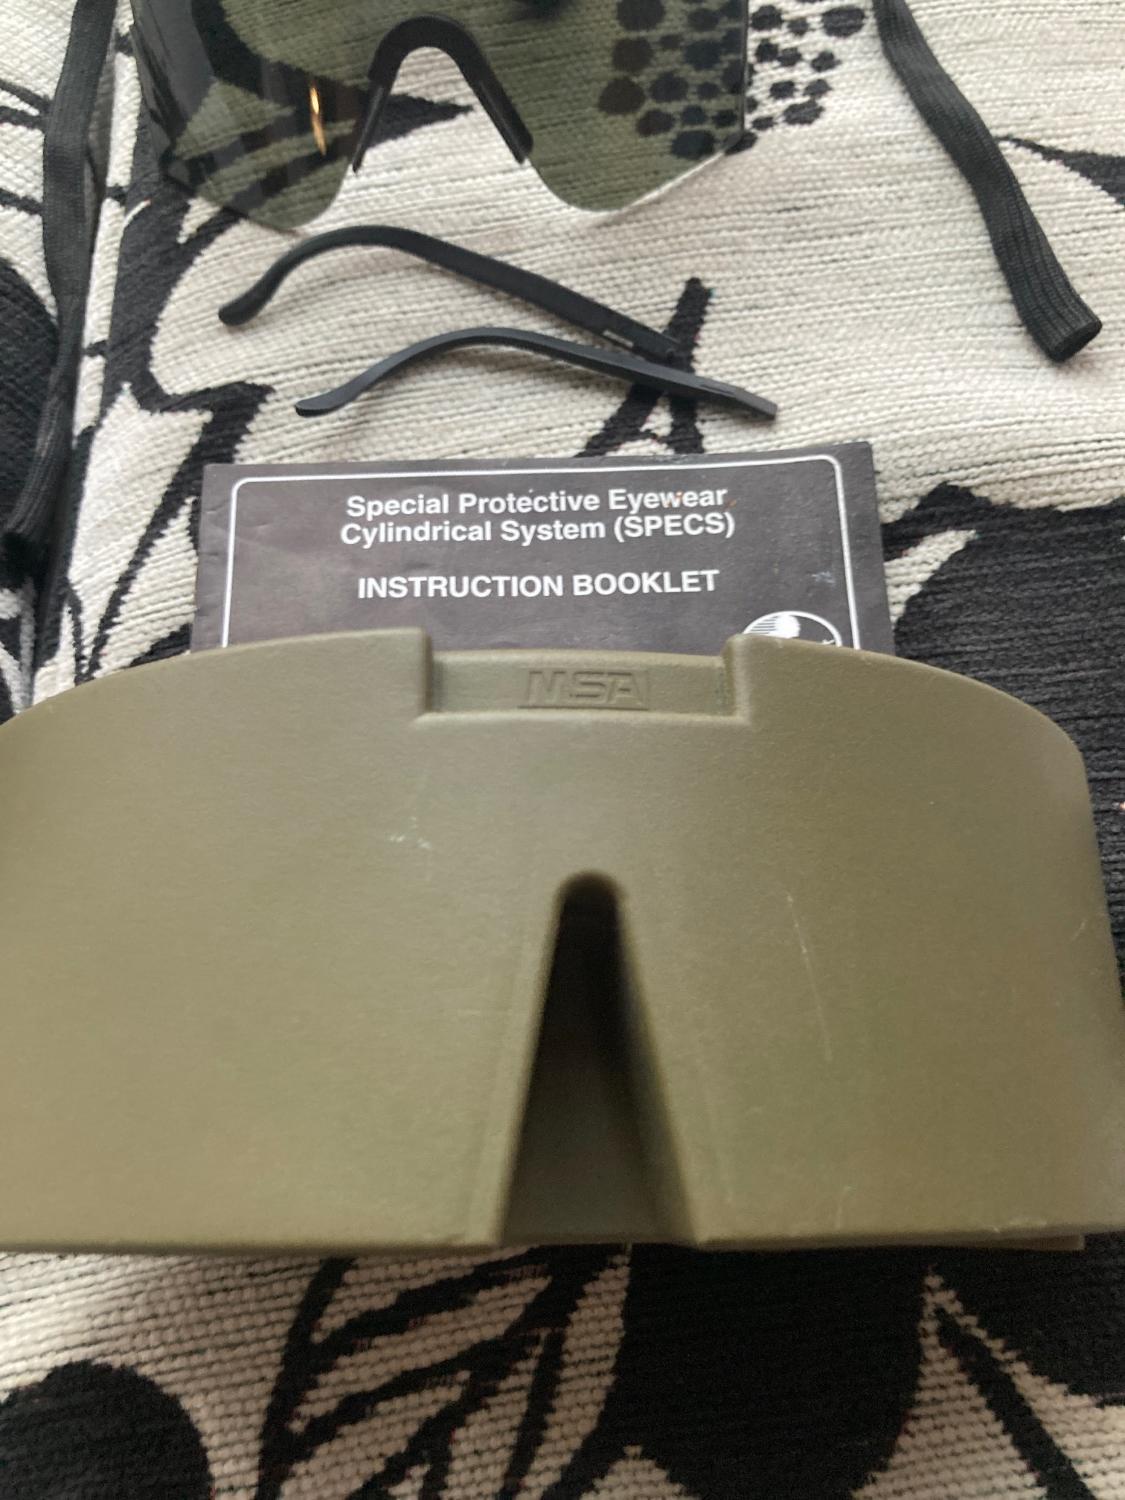 Special Protective Eyewear
Cylindrical System (SPECS)
INSTRUCTION BOOKLET
MSA